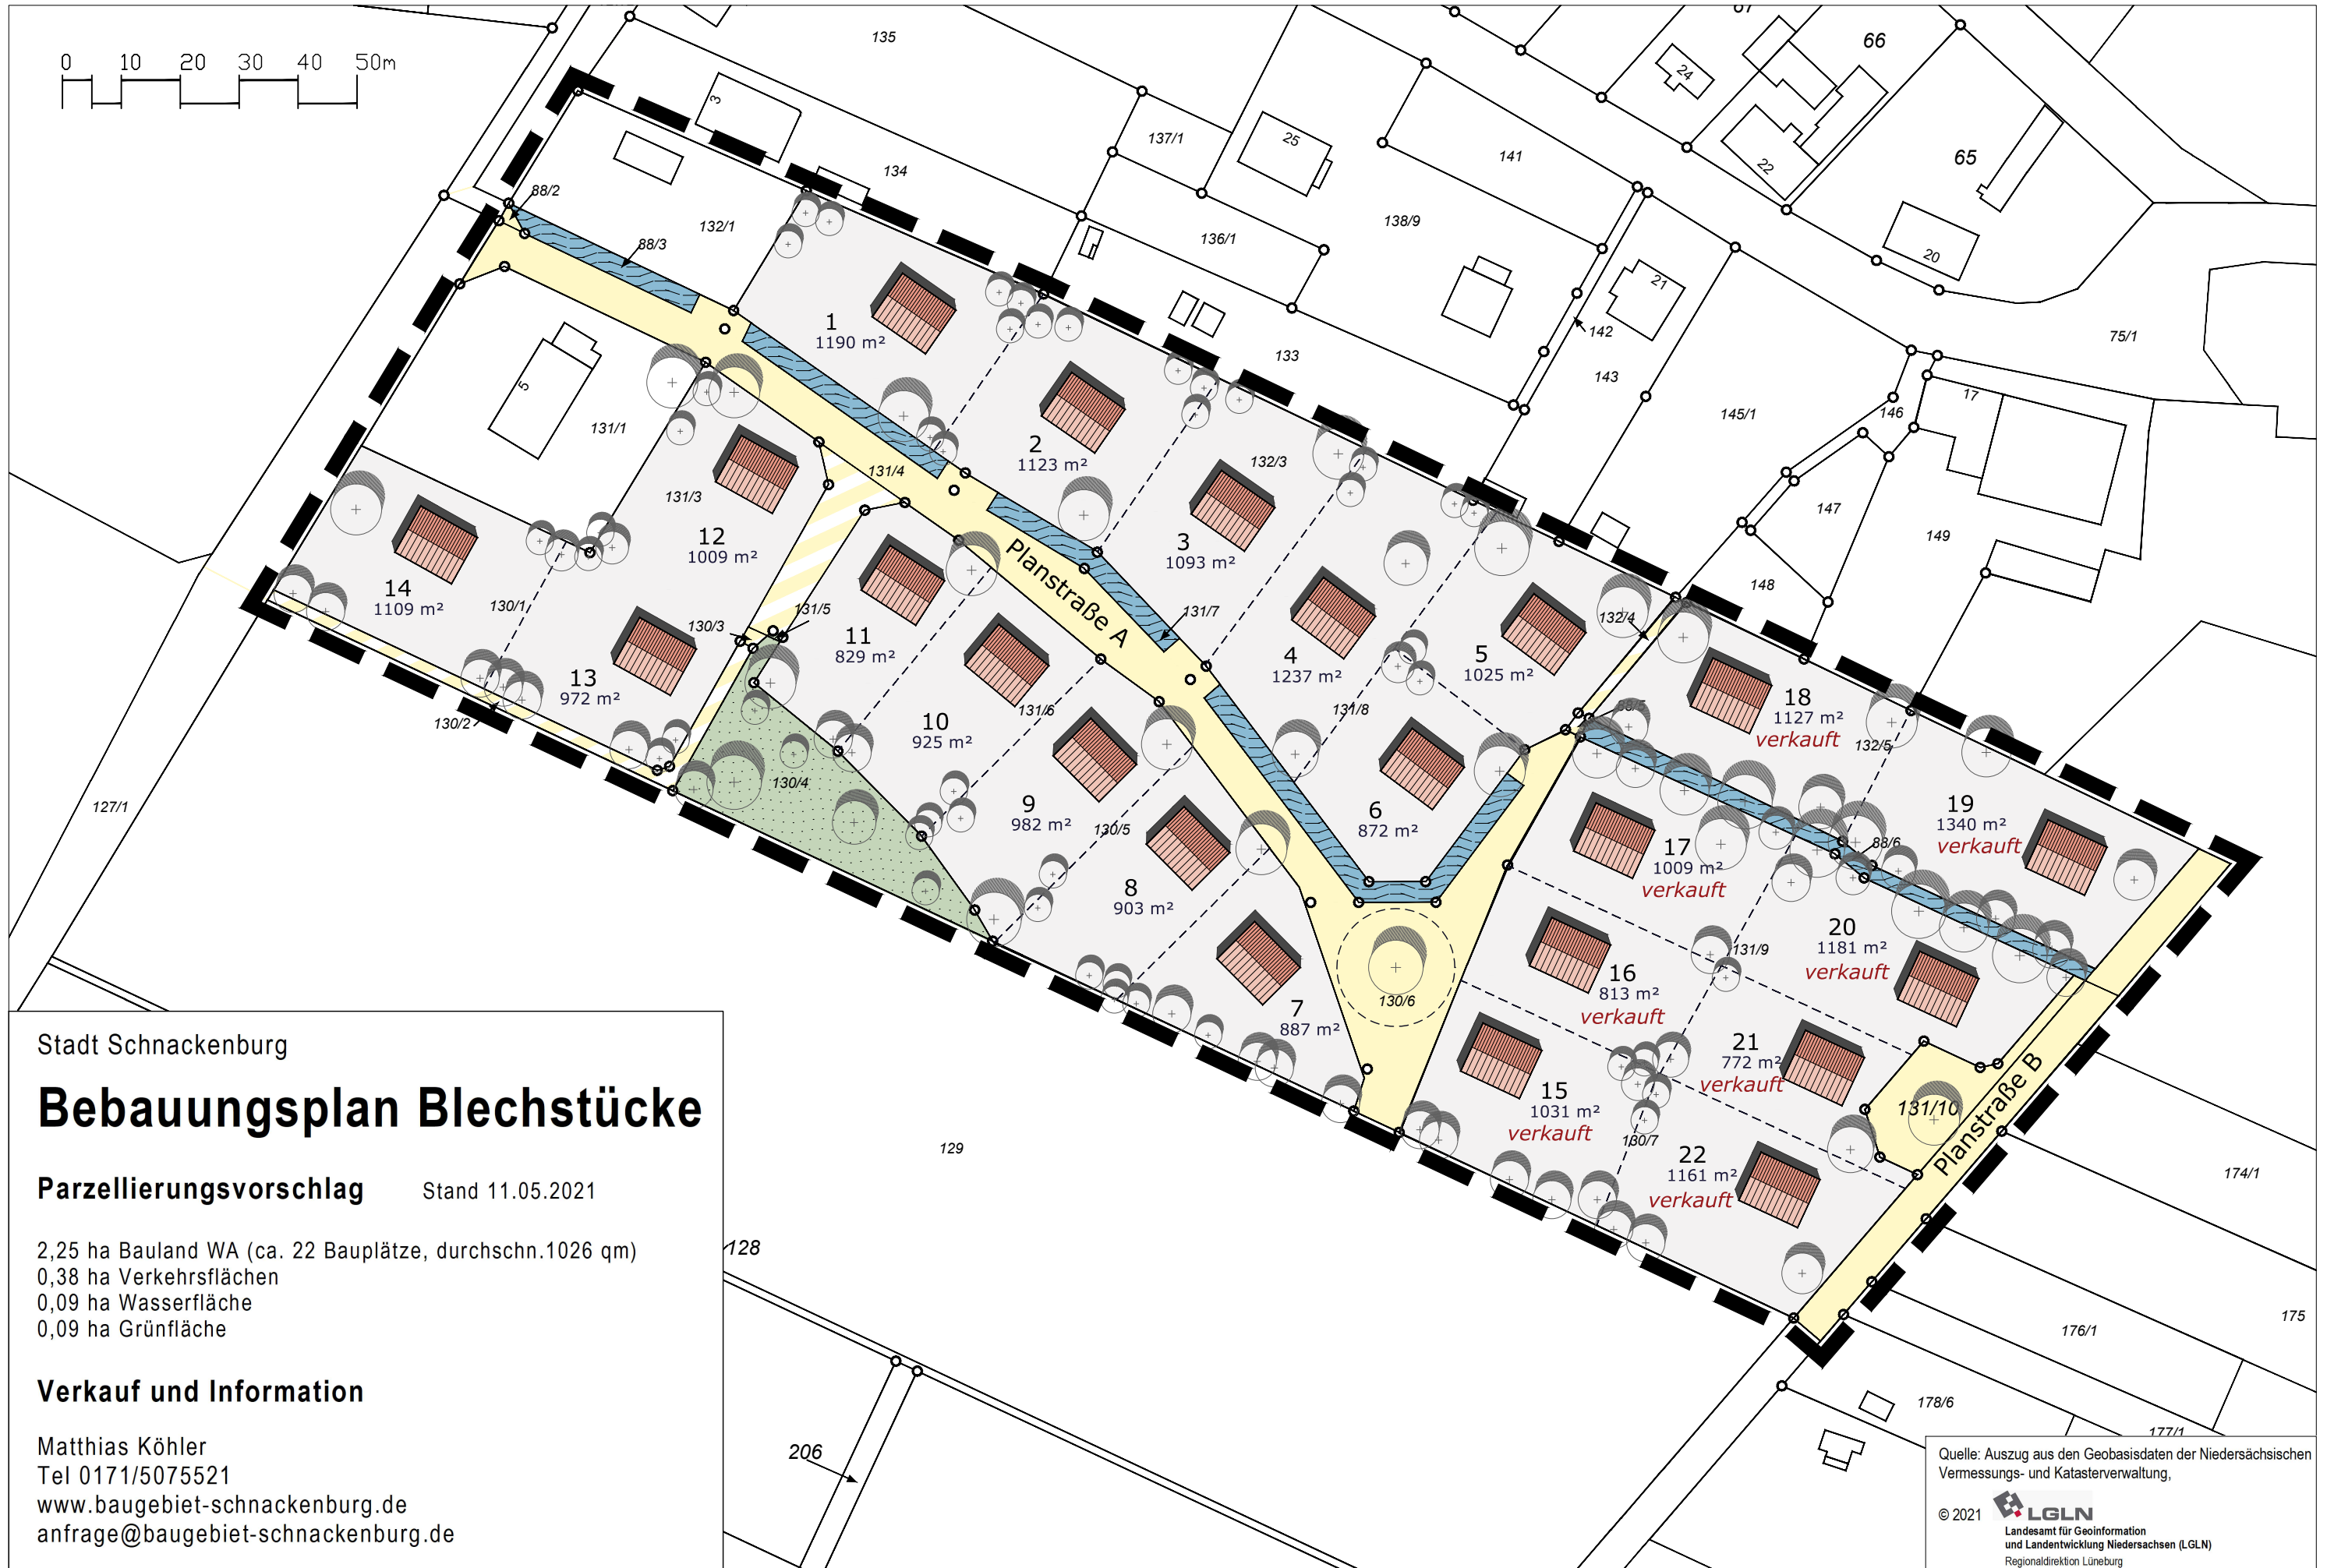 0 10 20 30 40 50m
135
3
134
137/1
25
141
24
66
22
65
20
88/2
132/1
88/3
136/1
138/9
21
142
75/1
1
1190 m²
133
143
145/1
146
17
5
131/1
2
1123 m²
132/3
131/4
131/3
147
149
12
1009 m²
3
1093 m²
Planstraße A
148
14
1109 m²
130/1
131/5
131/7
130/3
11
829 m²
132/4
4
1237 m²
5
1025 m²
13
972 m²
130/2
10
925 m²
131/6
131/8
88/5
18
1127 m²
verkauft
132/5
127/1
130/4
9
982 m²
130/5
6
872 m²
19
1340 m²
verkauft
17
1009 m²
verkauft
88/6
8
903 m²
20
1181 m²
verkauft
131/9
16
813 m²
verkauft
7
887 m²
130/6
21
772 m²
verkauft
15
1031 m²
verkauft
131/10
Planstraße B
130/7
22
1161 m²
verkauft
129
174/1
128
175
176/1
178/6
177/1
206
Stadt Schnackenburg
Bebauungsplan Blechstücke
Parzellierungsvorschlag Stand 11.05.2021
2,25 ha Bauland WA (ca. 22 Bauplätze, durchschn.1026 qm)
0,38 ha Verkehrsflächen
0,09 ha Wasserfläche
0,09 ha Grünfläche
Verkauf und Information
Matthias Köhler
Tel 0171/5075521
www.baugebiet-schnackenburg.de
anfrage@baugebiet-schnackenburg.de
Quelle: Auszug aus den Geobasisdaten der Niedersächsischen
Vermessungs- und Katasterverwaltung,
© 2021 LGLN
Landesamt für Geoinformation
und Landentwicklung Niedersachsen (LGLN)
Regionaldirektion Lüneburg